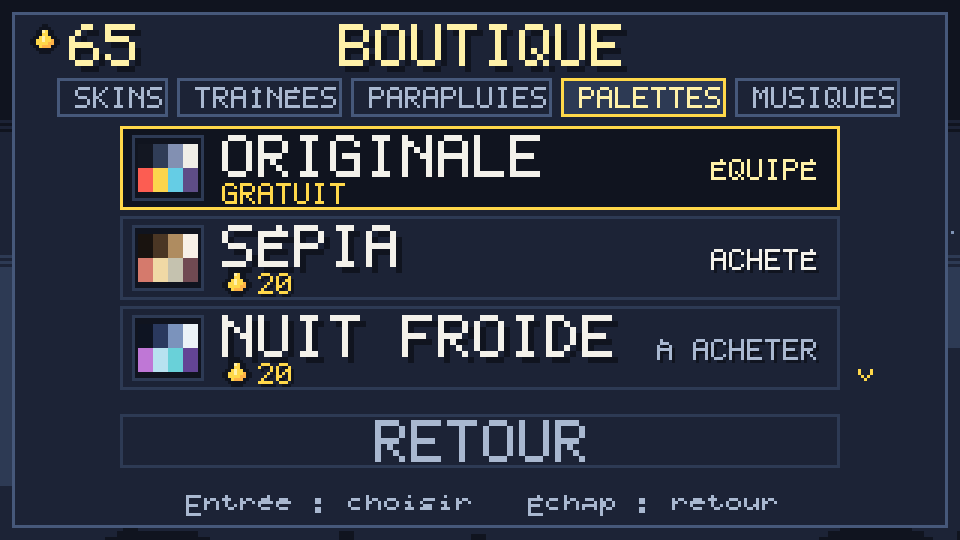 65 BOUTIQUE
SKINS TRAINÉES PARAPLUIES PALETTES MUSIQUES
ORIGINALE
GRATUIT
ÉQUIPÉ
SÉPIA
20
ACHETÉ
NUIT FROIDE
20
À ACHETER
RETOUR
Entrée : choisir Échap : retour